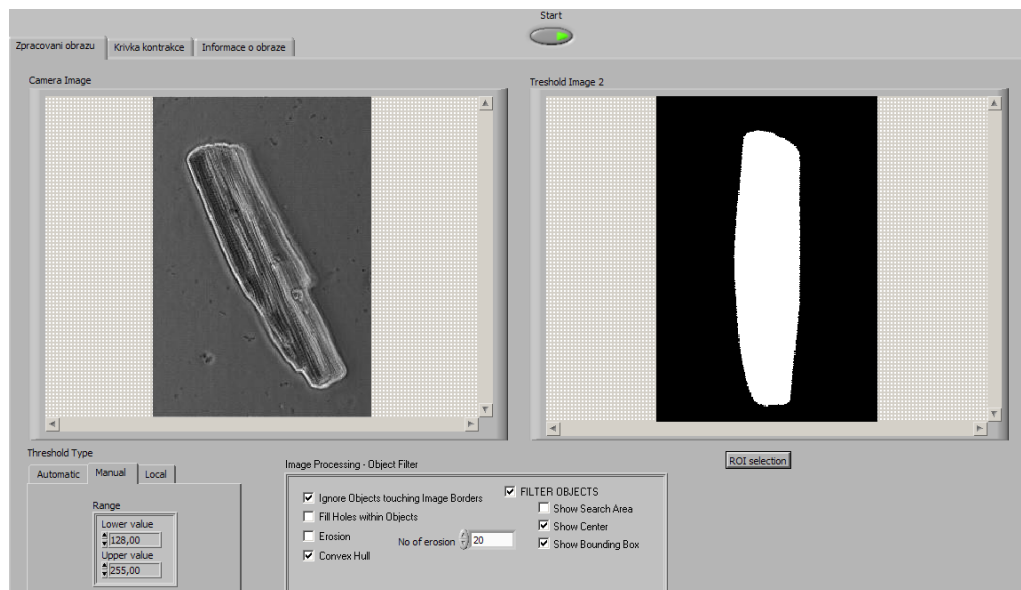 Start
Zpracovani obrazu
Krivka kontrakce
Informace o obraze
Camera Image
Treshold Image 2
Threshold Type
Automatic
Manual
Local
Range
Lower value
128,00
Upper value
255,00
ROI selection
Image Processing - Object Filter
Ignore Objects touching Image Borders
Fill Holes within Objects
Erosion
No of erosion
20
Convex Hull
FILTER OBJECTS
Show Search Area
Show Center
Show Bounding Box